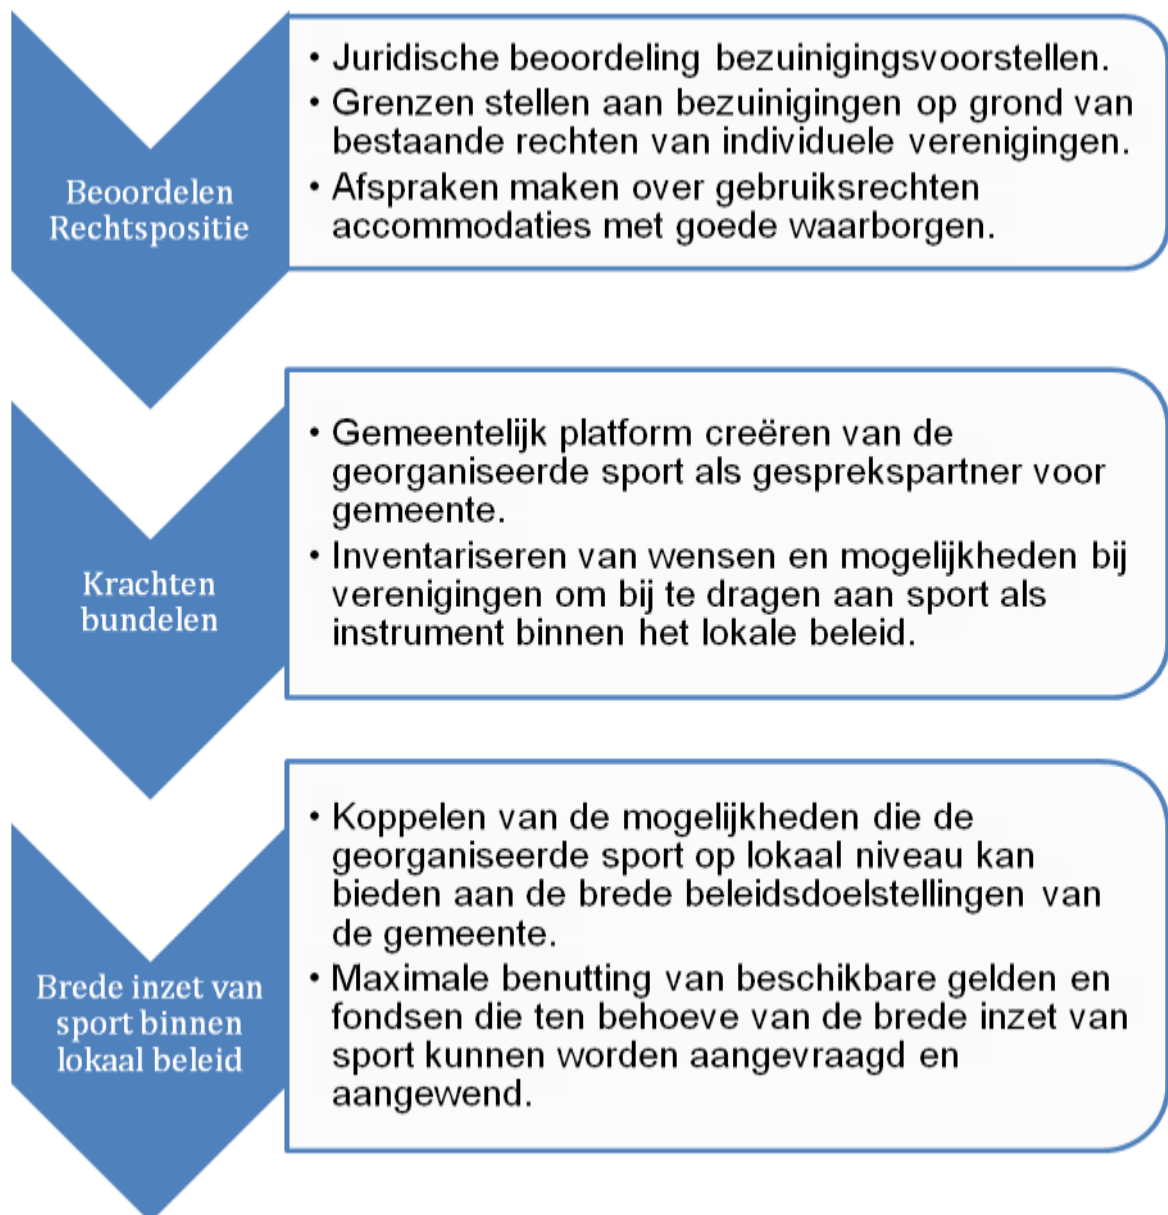 Beoordelen
Rechtspositie
• Juridische beoordeling bezuinigingsvoorstellen.
• Grenzen stellen aan bezuinigingen op grond van
bestaande rechten van individuele verenigingen.
• Afspraken maken over gebruiksrechten
accommodaties met goede waarborgen.
Krachten
bundelen
• Gemeentelijk platform creëren van de
georganiseerde sport als gesprekspartner voor
gemeente.
• Inventariseren van wensen en mogelijkheden bij
verenigingen om bij te dragen aan sport als
instrument binnen het lokale beleid.
Brede inzet van
sport binnen
lokaal beleid
• Koppelen van de mogelijkheden die de
georganiseerde sport op lokaal niveau kan
bieden aan de brede beleidsdoelstellingen van
de gemeente.
• Maximale benutting van beschikbare gelden en
fondsen die ten behoeve van de brede inzet van
sport kunnen worden aangevraagd en
aangewend.